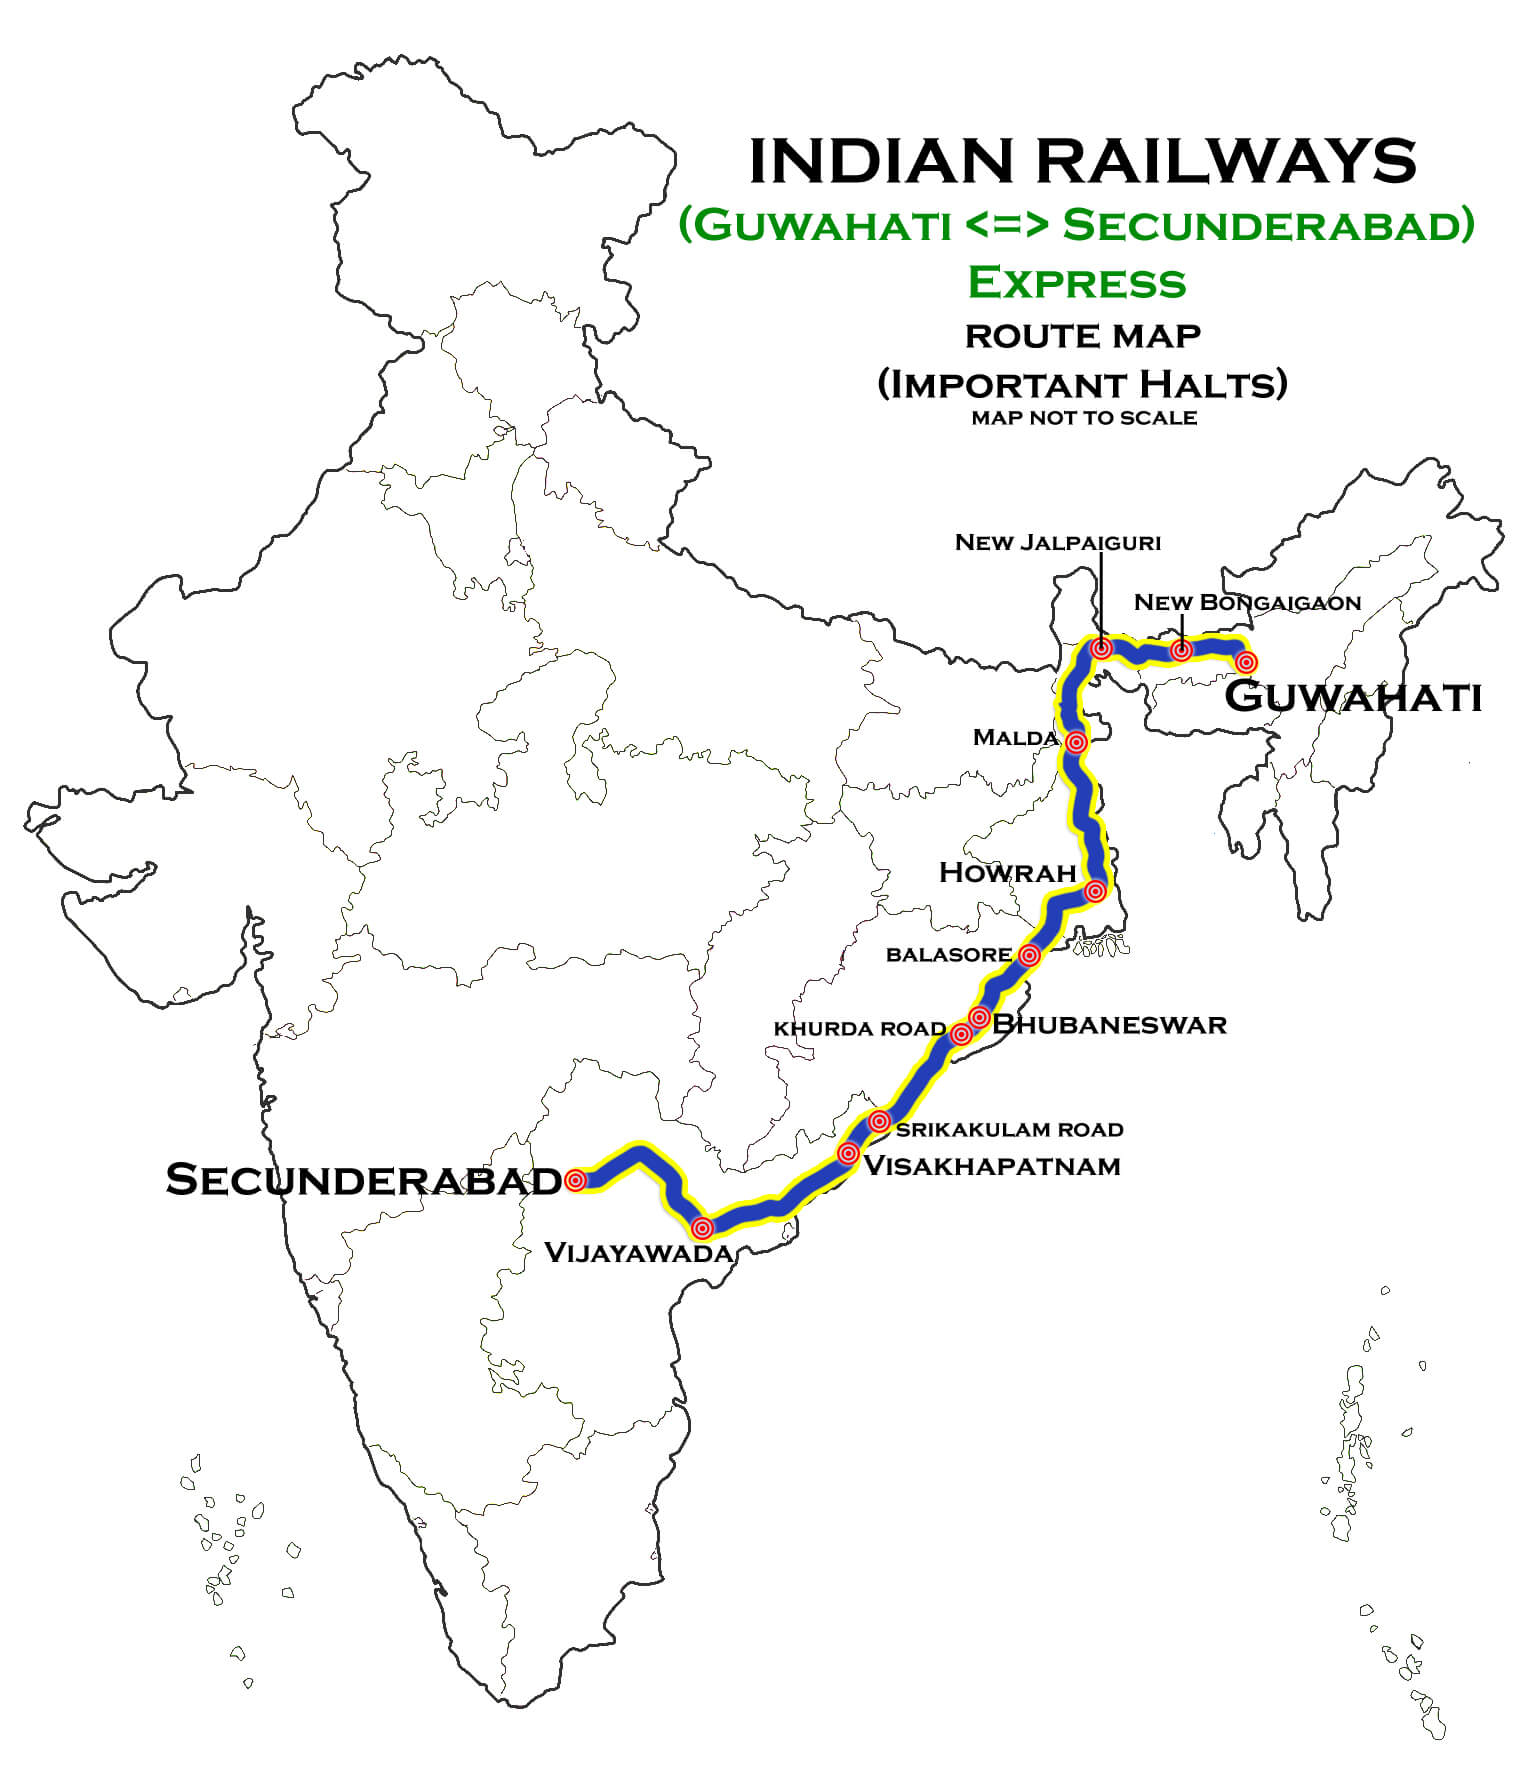 INDIAN RAILWAYS
(Guwahati <=> Secunderabad)
Express
ROUTE MAP
(Important Halts)
MAP NOT TO SCALE
New Jalpaiguri
New Bongaigaon
Guwahati
Malda
Howrah
BALASORE
KHURDA ROAD
Bhubaneswar
SRIKAKULAM ROAD
Visakhapatnam
Secunderabad
Vijayawada